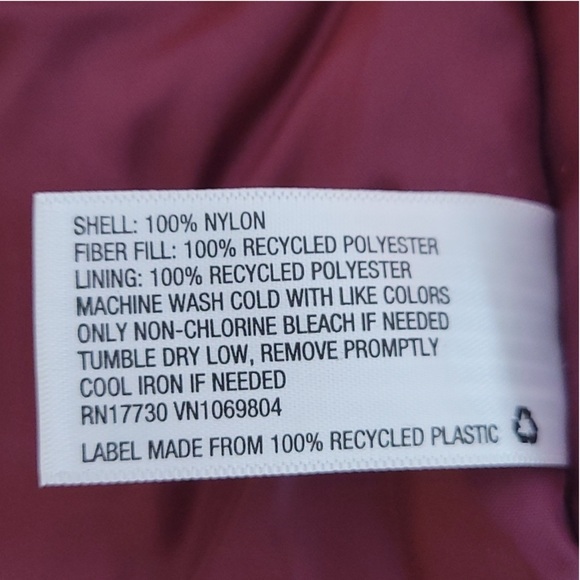 SHELL: 100% NYLON
FIBER FILL: 100% RECYCLED POLYESTER
LINING: 100% RECYCLED POLYESTER
MACHINE WASH COLD WITH LIKE COLORS
ONLY NON-CHLORINE BLEACH IF NEEDED
TUMBLE DRY LOW, REMOVE PROMPTLY
COOL IRON IF NEEDED
RN17730 VN1069804
LABEL MADE FROM 100% RECYCLED PLASTIC